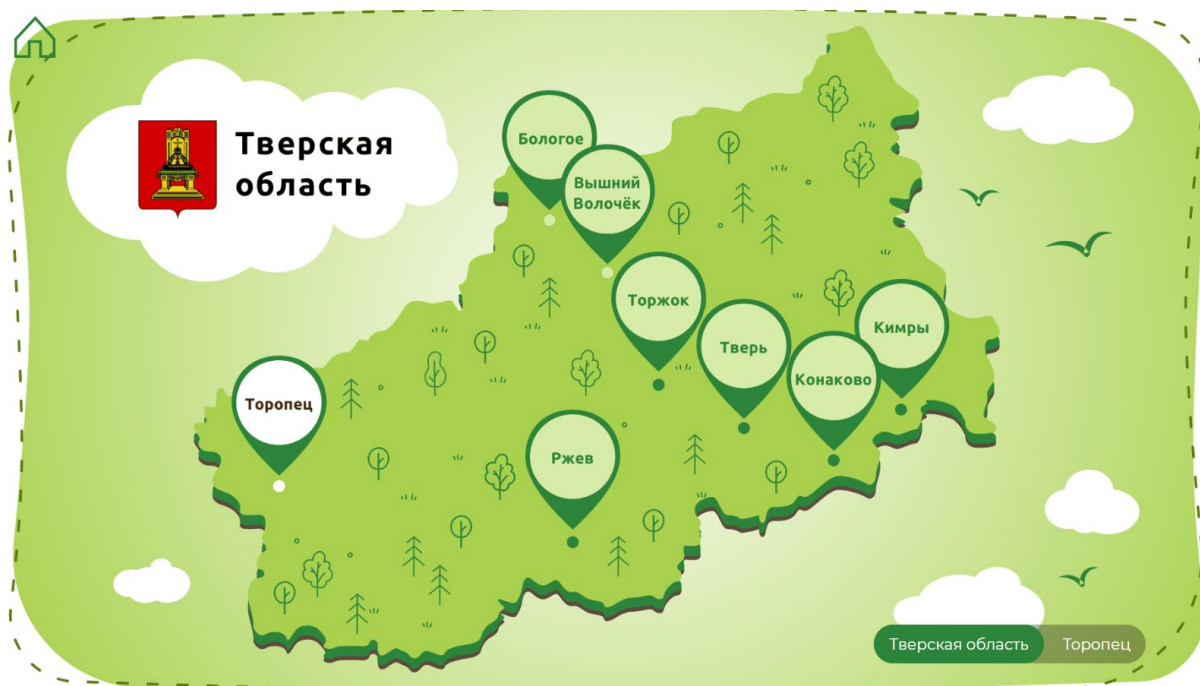 Тверская
область
Бологое
Вышний
Волочёк
Торжок
Кимры
Тверь
Конаково
Торопец
Ржев
Тверская область
Торопец